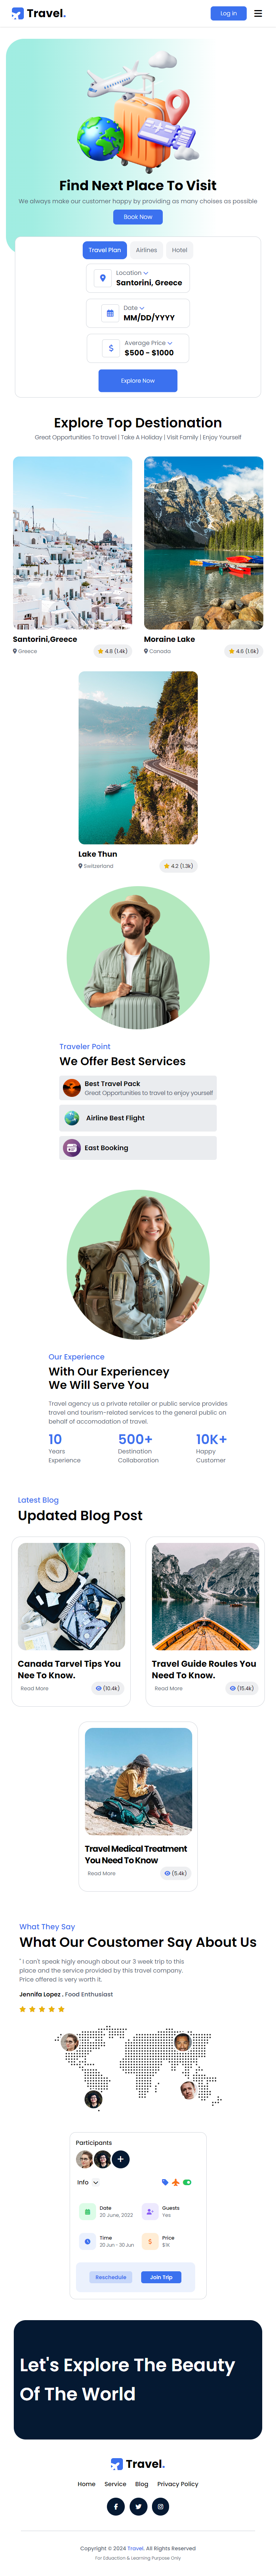 Travel.
Log in
Find Next Place To Visit
We always make our customer happy by providing as many choises as possible
Book Now
Travel Plan
Airlines
Hotel
Location
Santorini, Greece
Date
MM/DD/YYYY
Average Price
$500 - $1000
Explore Now
Explore Top Destionation
Great Opportunities To travel | Take A Holiday | Visit Family | Enjoy Yourself
Santorini,Greece
Greece
4.8 (1.4k)
Moraine Lake
Canada
4.6 (1.6k)
Lake Thun
Switzerland
4.2 (1.3k)
Traveler Point
We Offer Best Services
Best Travel Pack
Great Opportunities to travel to enjoy yourself
Airline Best Flight
East Booking
Our Experience
With Our Experiencey
We Will Serve You
Travel agency us a private retailer or public service provides
travel and tourism-related services to the general public on
behalf of accomodation of travel.
10
Years
Experience
500+
Destination
Collaboration
10K+
Happy
Customer
Latest Blog
Updated Blog Post
Canada Tarvel Tips You
Nee To Know.
Read More
(10.4k)
Travel Guide Roules You
Need To Know.
Read More
(15.4k)
Travel Medical Treatment
You Need To Know
Read More
(5.4k)
What They Say
What Our Coustomer Say About Us
" I can't speak higly enough about our 3 week trip to this
place and the service provided by this travel company.
Price offered is very worth it.
Jennifa Lopez . Food Enthusiast
Participants
Info
Date
20 June, 2022
Guests
Yes
Time
20 Jun - 30 Jun
Price
$1K
Reschedule
Join Trip
Let's Explore The Beauty
Of The World
Travel.
Home
Service
Blog
Privacy Policy
Copyright © 2024 Travel. All Rights Reserved
For Eduaction & Learning Purpose Only